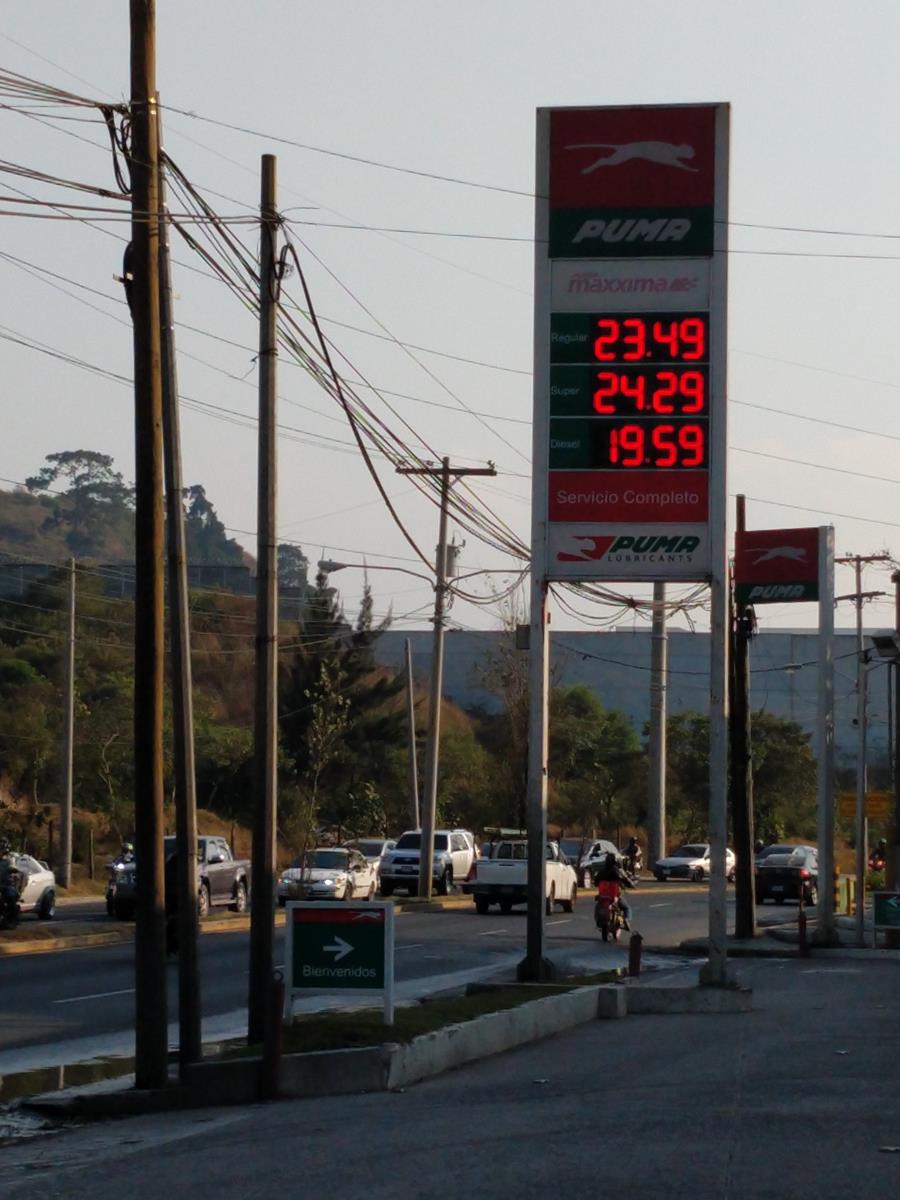 PUMA
maxxima
Regular 23.49
Super 24.29
Diesel 19.59
Servicio Completo
PUMA
LUBRICANTS
PUMA
Bienvenidos